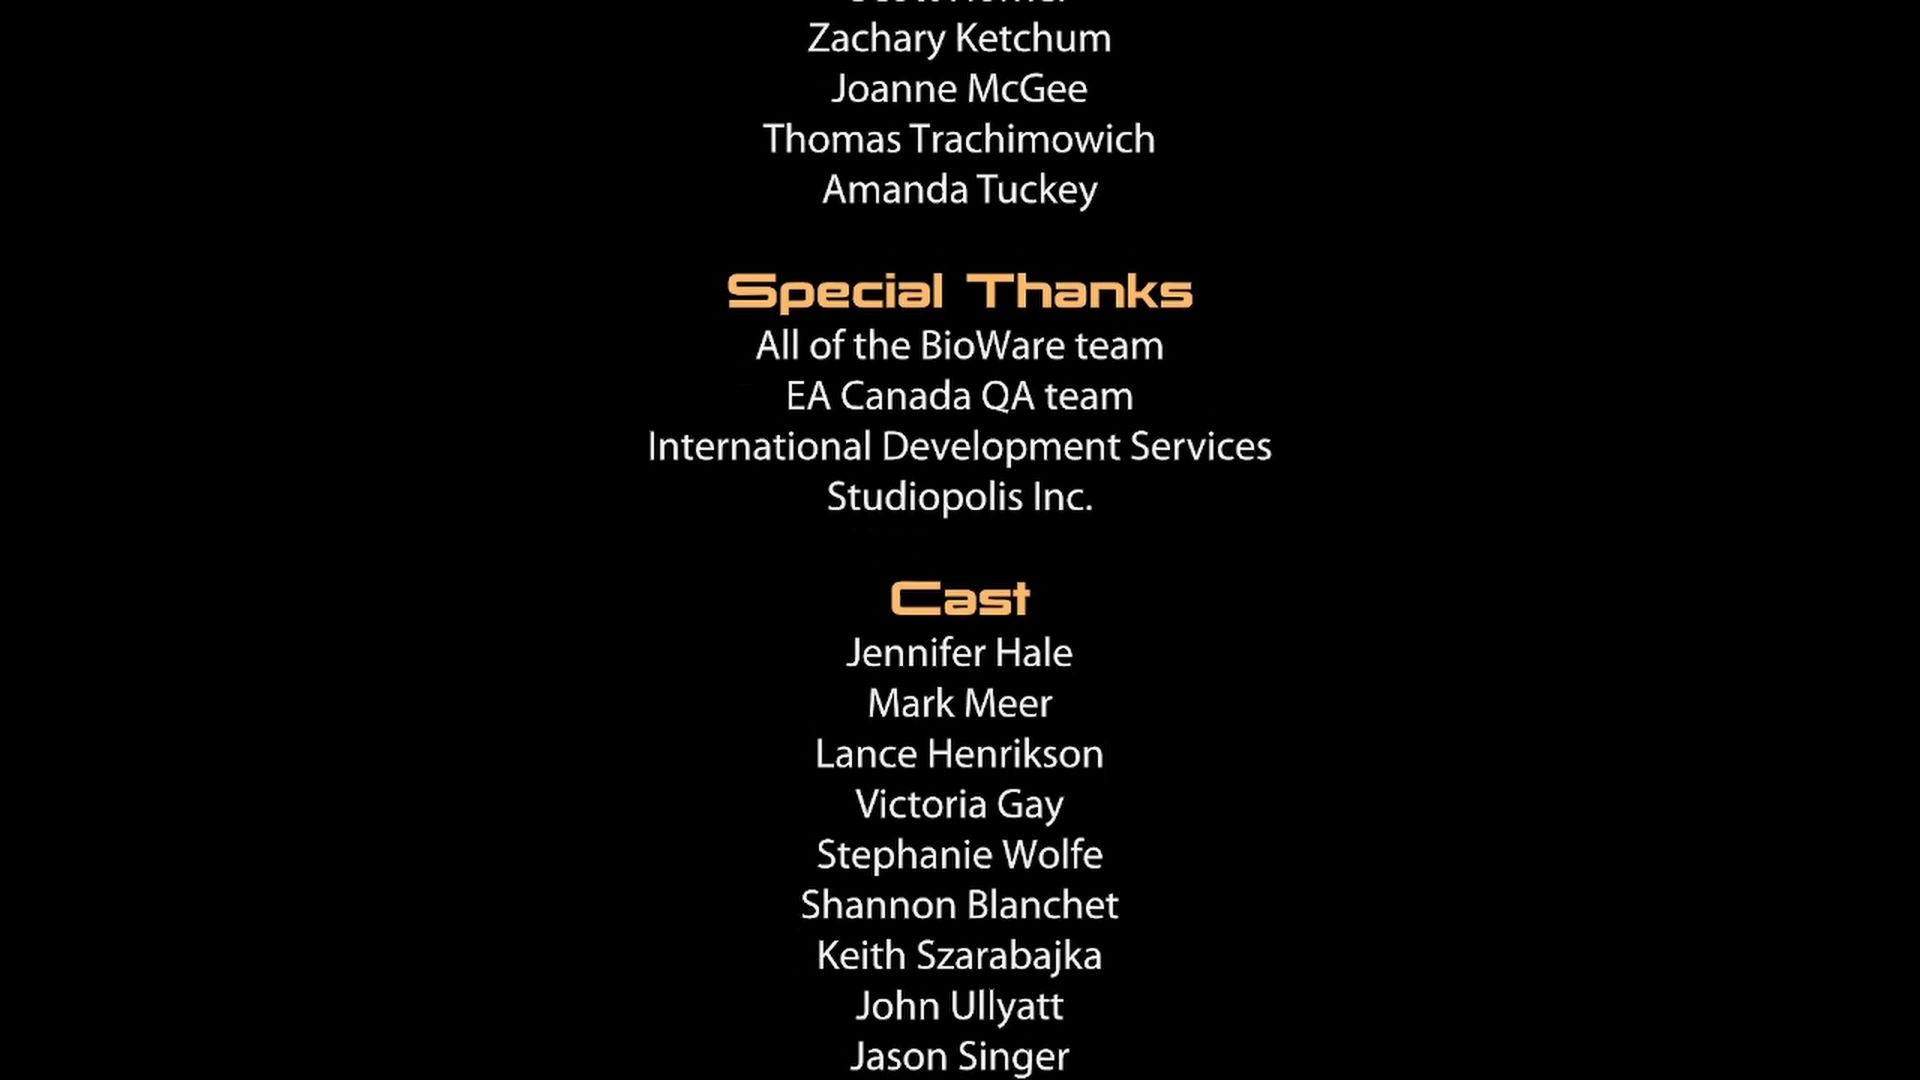 Zachary Ketchum
Joanne McGee
Thomas Trachimowich
Amanda Tuckey
Special Thanks
All of the BioWare team
EA Canada QA team
International Development Services
Studiopolis Inc.
Cast
Jennifer Hale
Mark Meer
Lance Henrikson
Victoria Gay
Stephanie Wolfe
Shannon Blanchet
Keith Szarabajka
John Ullyatt
Jason Singer